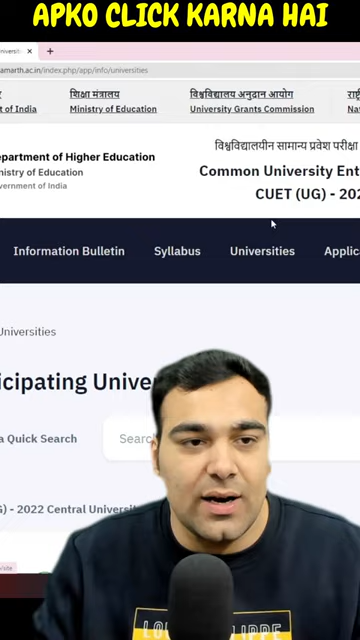 APKO CLICK KARNA HAI
amarth.ac.in/index.php/app/info/universities
शिक्षा मंत्रालय
विश्वविद्यालय अनुदान आयोग
t of India
Ministry of Education
University Grants Commission
epartment of Higher Education
nistry of Education
vernment of India
विश्वविद्यालयीन सामान्य प्रवेश परीक्षा
Common University Ent
CUET (UG) - 202
Information Bulletin
Syllabus
Universities
Applica
Universities
icipating Unive
a Quick Search
Searc
G) - 2022 Central Universit